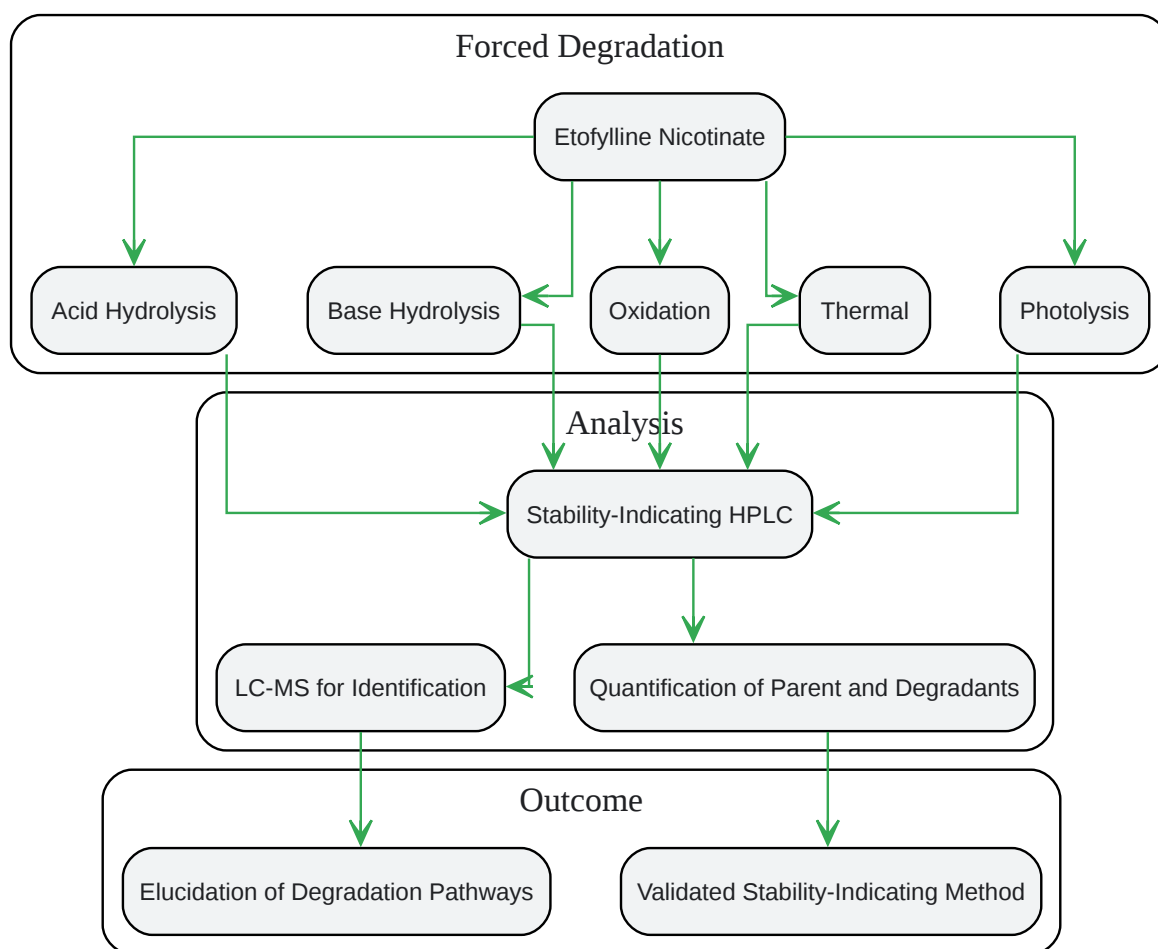 Forced Degradation
Etofylline Nicotinate
Acid Hydrolysis
Base Hydrolysis
Oxidation
Thermal
Photolysis
Analysis
Stability-Indicating HPLC
LC-MS for Identification
Quantification of Parent and Degradants
Outcome
Elucidation of Degradation Pathways
Validated Stability-Indicating Method